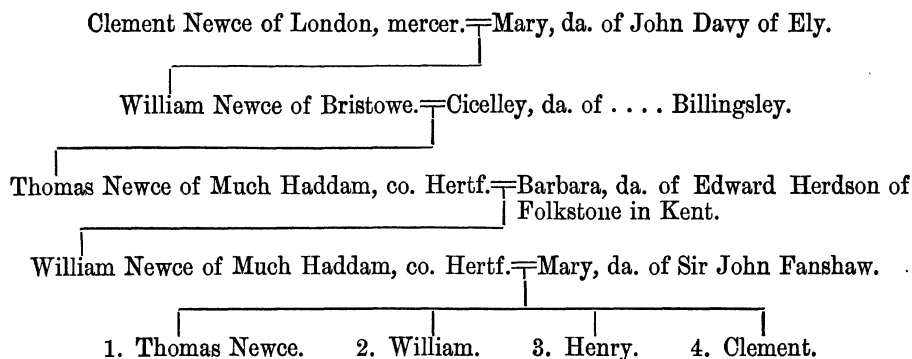 Clement Newce of London, mercer.=Mary, da. of John Davy of Ely.
William Newce of Bristowe.=Cicelley, da. of . . . . Billingsley.
Thomas Newce of Much Haddam, co. Hertf.=Barbara, da. of Edward Herdson of
Folkstone in Kent.
William Newce of Much Haddam, co. Hertf.=Mary, da. of Sir John Fanshaw.
1. Thomas Newce. 2. William. 3. Henry. 4. Clement.